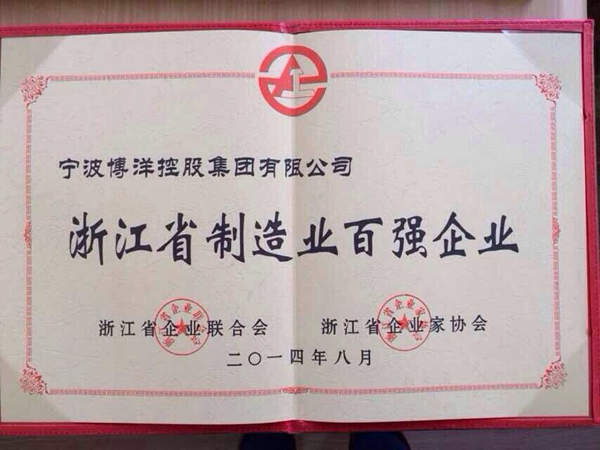 宁波博洋控股集团有限公司
浙江省制造业百强企业
浙江省企业联合会 浙江省企业家协会
二〇一四年八月